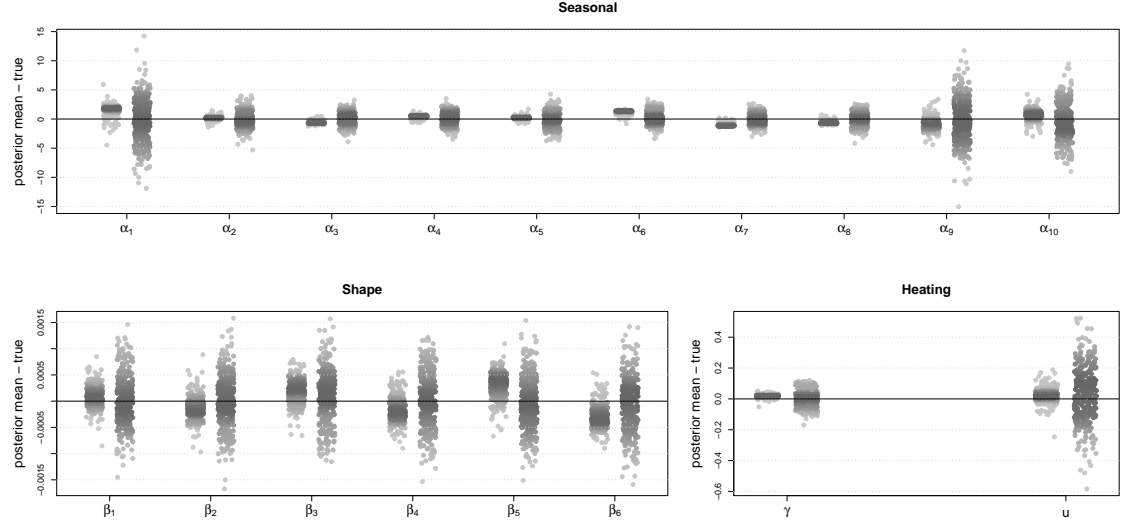 Seasonal
posterior mean − true
15
10
5
0
−5
−10
−15
α1 α2 α3 α4 α5 α6 α7 α8 α9 α10
Shape
posterior mean − true
0.0015
0.0005
−0.0005
−0.0015
β1 β2 β3 β4 β5 β6
Heating
posterior mean − true
0.4
0.2
0.0
−0.2
−0.4
−0.6
γ u